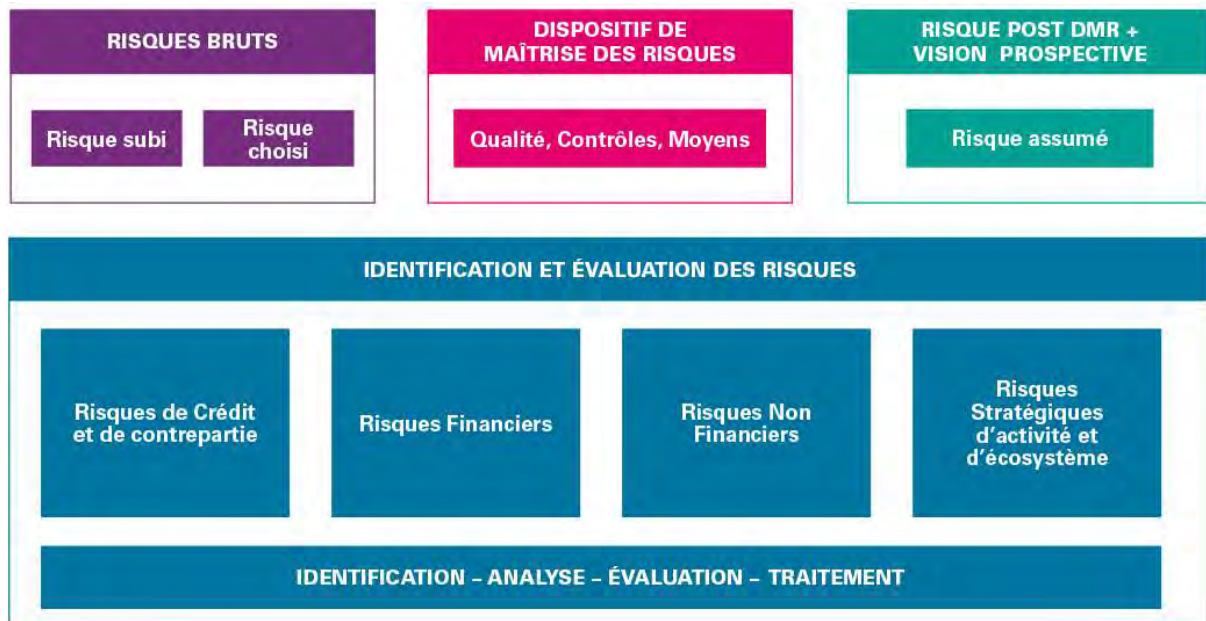 RISQUES BRUTS
Risque subi
Risque
choisi
DISPOSITIF DE
MAÎTRISE DES RISQUES
Qualité, Contrôles, Moyens
RISQUE POST DMR +
VISION PROSPECTIVE
Risque assumé
IDENTIFICATION ET ÉVALUATION DES RISQUES
Risques de Crédit
et de contrepartie
Risques Financiers
Risques Non
Financiers
Risques
Stratégiques
d'activité et
d'écosystème
IDENTIFICATION – ANALYSE – ÉVALUATION – TRAITEMENT